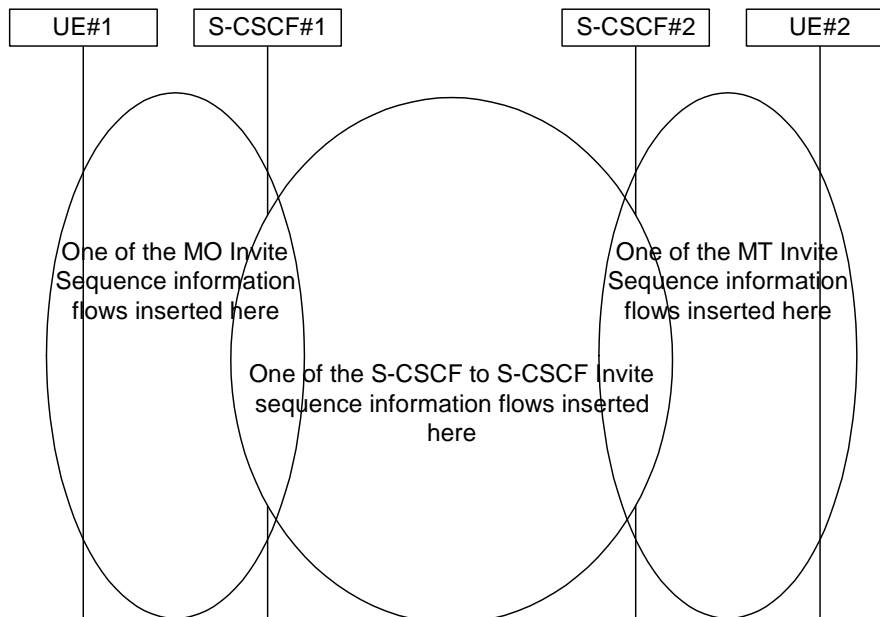 UE#1
S-CSCF#1
S-CSCF#2
UE#2
One of the MO Invite
Sequence information
flows inserted here
One of the MT Invite
Sequence information
flows inserted here
One of the S-CSCF to S-CSCF Invite
sequence information flows inserted
here